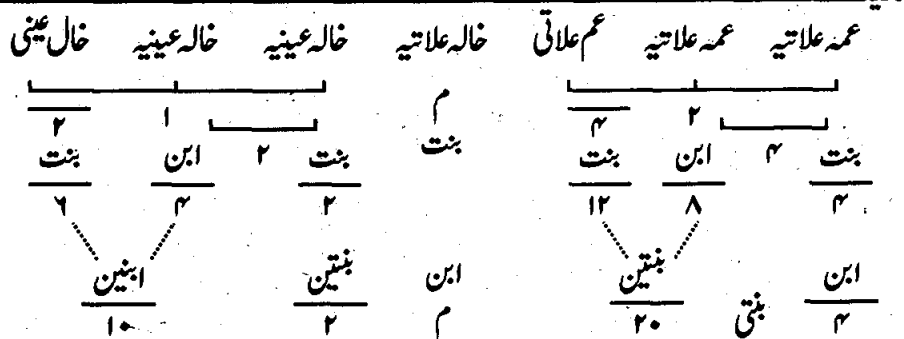 عمہ علاتیہ عمہ علاتیہ عم علاتی خالہ علاتیہ خالہ عینیہ خالہ عینیہ خال عینی
۲ ۴ م ۱ ۲
۴ ۲
بنت ابن بنت بنت بنت ابن بنت
۴ ۸ ۱۲ ۲ ۴ ۶
ابن بنتی بنتین ابن بنتین ابنین
۴ ۲۰ م ۲ ۱۰